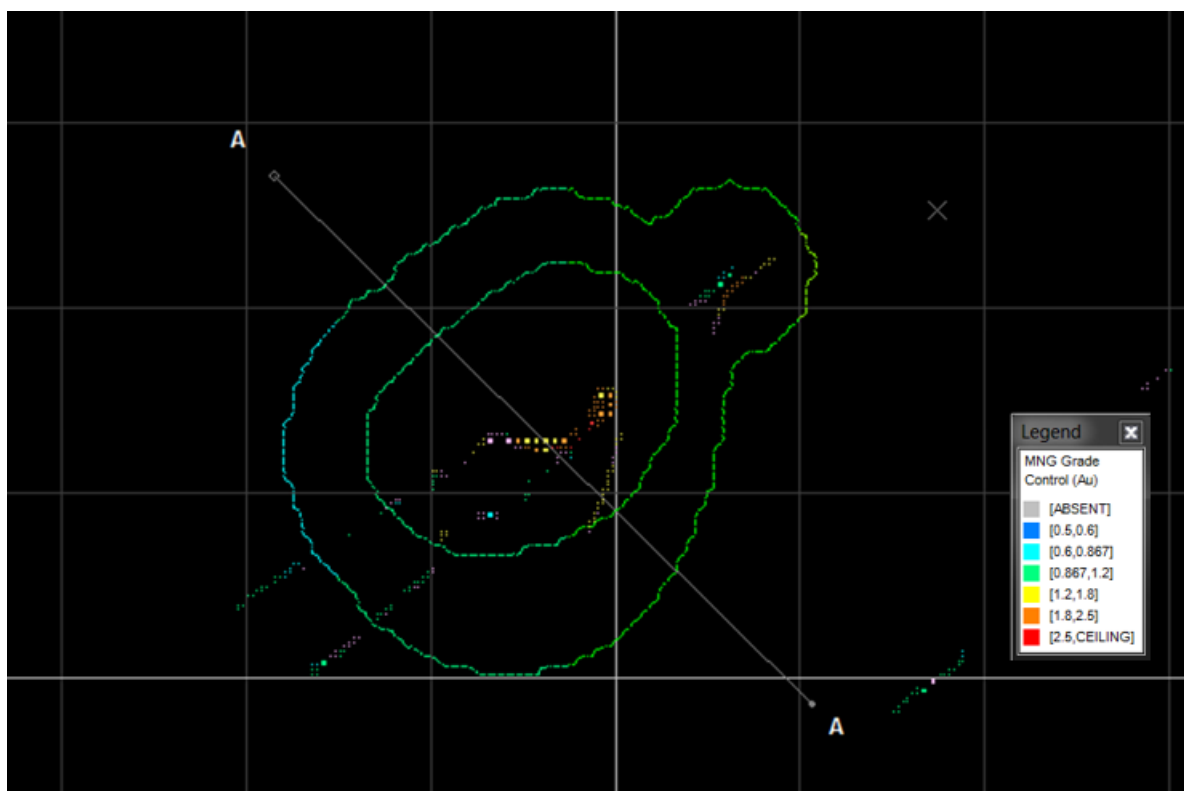 A
Legend
MNG Grade
Control (Au)
[ABSENT]
[0.5,0.6]
[0.6,0.867]
[0.867,1.2]
[1.2,1.8]
[1.8,2.5]
[2.5,CEILING]
A